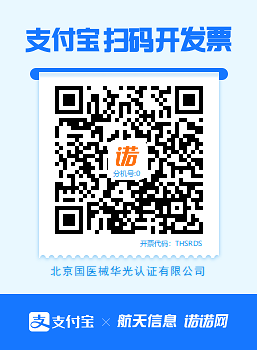 支付宝扫码开发票
诺
分机号:0
开票代码: THSRDS
北京国医械华光认证有限公司
支付宝 × 航天信息 诺诺网